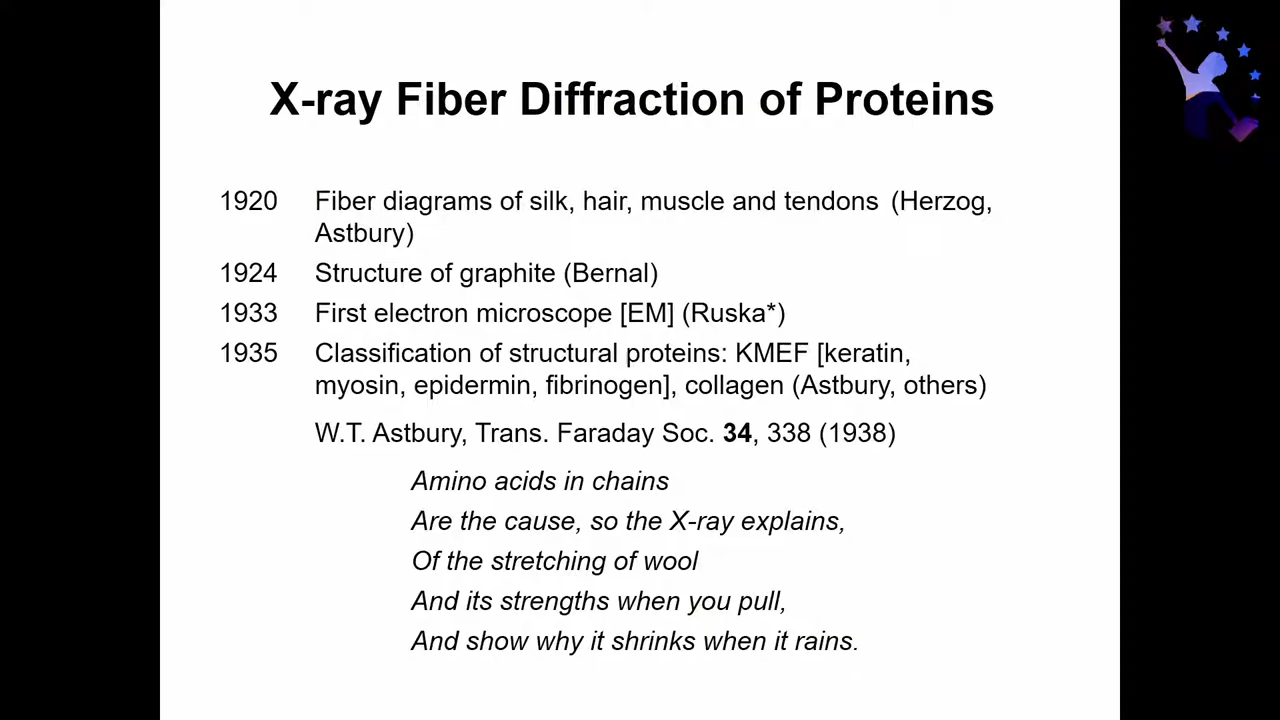 X-ray Fiber Diffraction of Proteins
1920 Fiber diagrams of silk, hair, muscle and tendons (Herzog,
Astbury)
1924 Structure of graphite (Bernal)
1933 First electron microscope [EM] (Ruska*)
1935 Classification of structural proteins: KMEF [keratin,
myosin, epidermin, fibrinogen], collagen (Astbury, others)
W.T. Astbury, Trans. Faraday Soc. 34, 338 (1938)
Amino acids in chains
Are the cause, so the X-ray explains,
Of the stretching of wool
And its strengths when you pull,
And show why it shrinks when it rains.